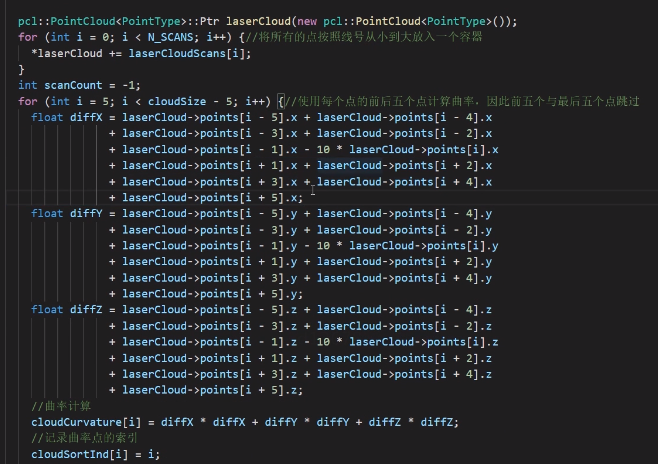 pcl::PointCloud<PointType>::Ptr laserCloud(new pcl::PointCloud<PointType>());
for (int i = 0; i < N_SCANS; i++) {//将所有的点按照线号从小到大放入一个容器
  *laserCloud += laserCloudScans[i];
}
int scanCount = -1;
for (int i = 5; i < cloudSize - 5; i++) {//使用每个点的前后五个点计算曲率，因此前五个与最后五个点跳过
  float diffX = laserCloud->points[i - 5].x + laserCloud->points[i - 4].x
              + laserCloud->points[i - 3].x + laserCloud->points[i - 2].x
              + laserCloud->points[i - 1].x - 10 * laserCloud->points[i].x
              + laserCloud->points[i + 1].x + laserCloud->points[i + 2].x
              + laserCloud->points[i + 3].x + laserCloud->points[i + 4].x
              + laserCloud->points[i + 5].x;
  float diffY = laserCloud->points[i - 5].y + laserCloud->points[i - 4].y
              + laserCloud->points[i - 3].y + laserCloud->points[i - 2].y
              + laserCloud->points[i - 1].y - 10 * laserCloud->points[i].y
              + laserCloud->points[i + 1].y + laserCloud->points[i + 2].y
              + laserCloud->points[i + 3].y + laserCloud->points[i + 4].y
              + laserCloud->points[i + 5].y;
  float diffZ = laserCloud->points[i - 5].z + laserCloud->points[i - 4].z
              + laserCloud->points[i - 3].z + laserCloud->points[i - 2].z
              + laserCloud->points[i - 1].z - 10 * laserCloud->points[i].z
              + laserCloud->points[i + 1].z + laserCloud->points[i + 2].z
              + laserCloud->points[i + 3].z + laserCloud->points[i + 4].z
              + laserCloud->points[i + 5].z;
  //曲率计算
  cloudCurvature[i] = diffX * diffX + diffY * diffY + diffZ * diffZ;
  //记录曲率点的索引
  cloudSortInd[i] = i;